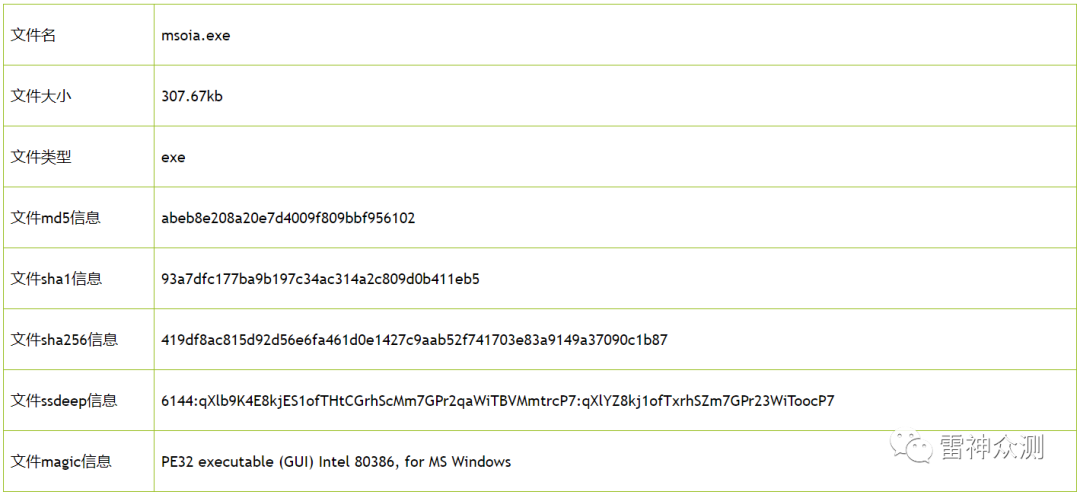 文件名 msoia.exe
文件大小 307.67kb
文件类型 exe
文件md5信息 abeb8e208a20e7d4009f809bbf956102
文件sha1信息 93a7dfc177ba9b197c34ac314a2c809d0b411eb5
文件sha256信息 419df8ac815d92d56e6fa461d0e1427c9aab52f741703e83a9149a37090c1b87
文件ssdeep信息 6144:qXlb9K4E8kjES1ofTHtCGrhScMm7GPr2qaWiTBVMmtrcP7:qXlYZ8kj1ofTxrhSZm7GPr23WiToocP7
文件magic信息 PE32 executable (GUI) Intel 80386, for MS Windows
雷神众测